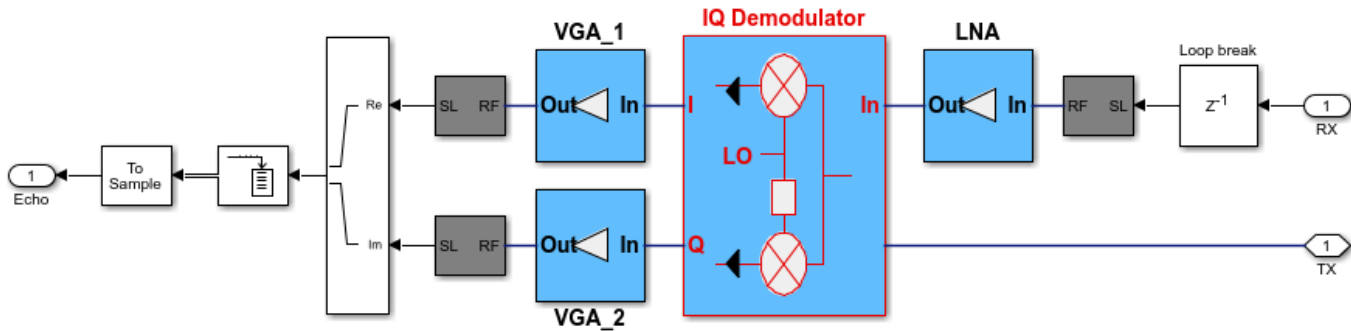 IQ Demodulator
VGA_1
LNA
Loop break
Re
SL
RF
Out
In
I
In
Out
In
RF
SL
Z-1
1
RX
LO
1
Echo
To
Sample
Im
SL
RF
Out
In
Q
1
TX
VGA_2